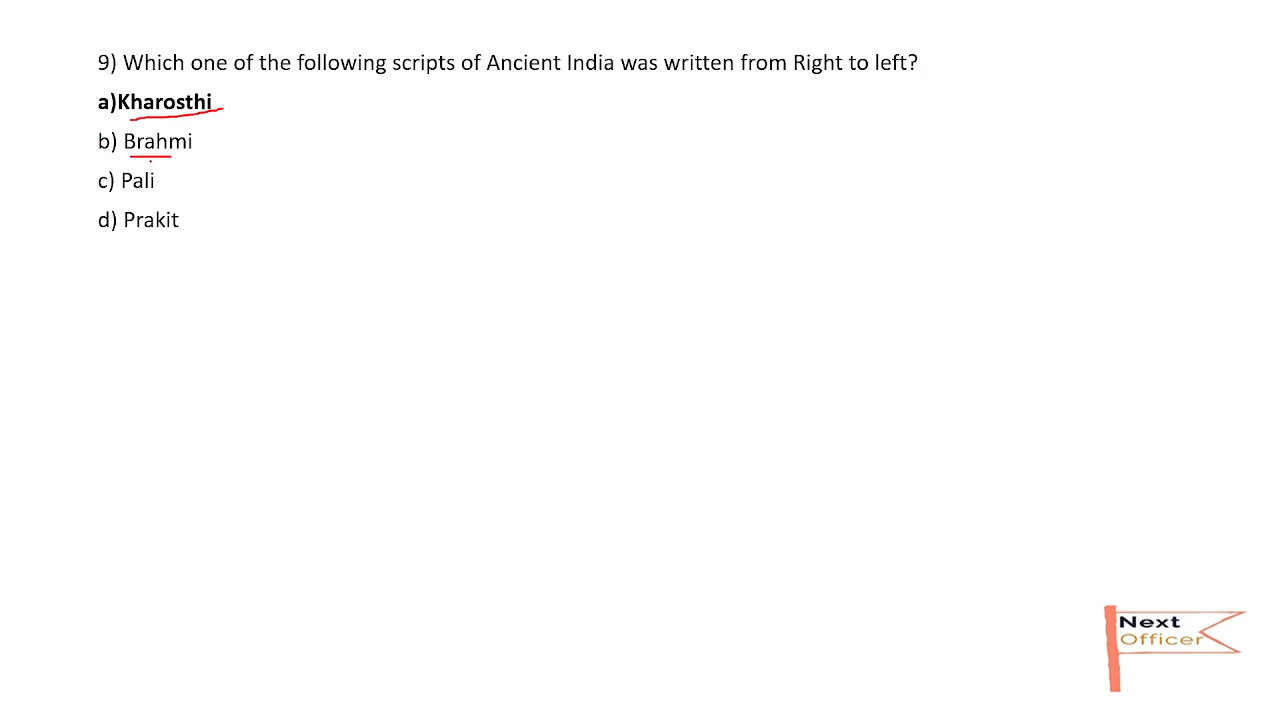 9) Which one of the following scripts of Ancient India was written from Right to left?
a)Kharosthi
b) Brahmi
c) Pali
d) Prakit
Next
Officer